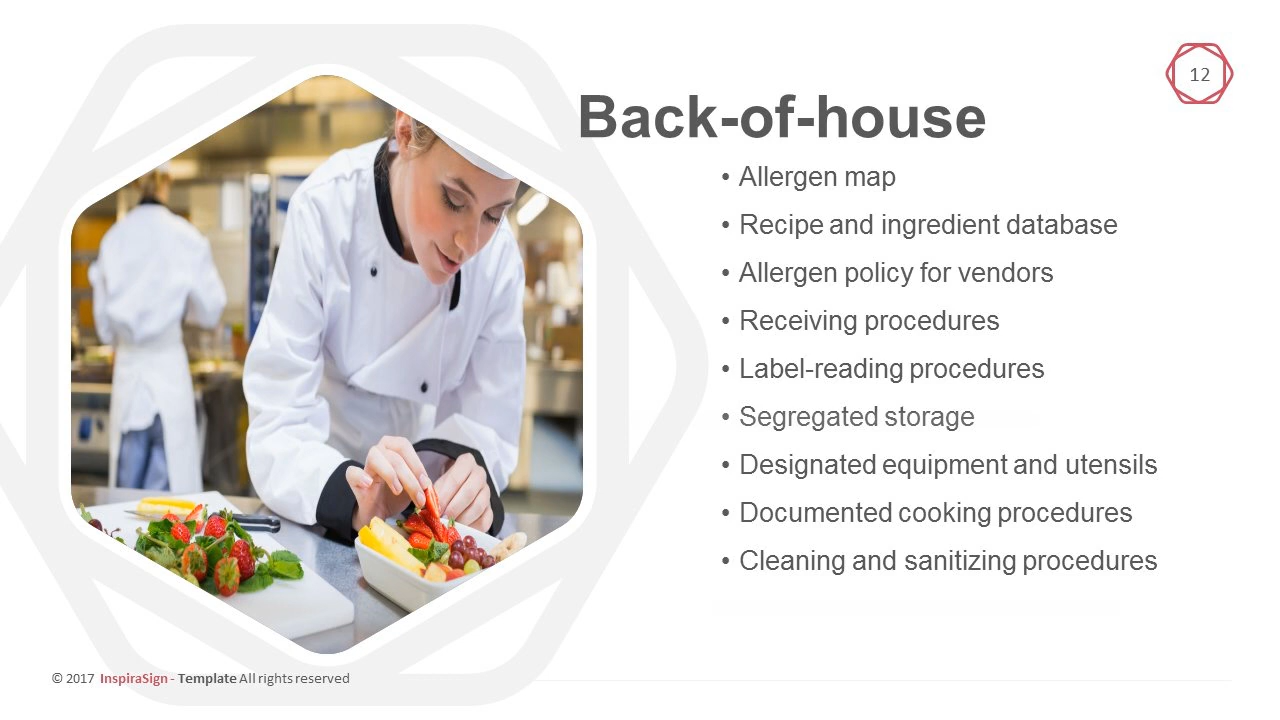 12
Back-of-house
• Allergen map
• Recipe and ingredient database
• Allergen policy for vendors
• Receiving procedures
• Label-reading procedures
• Segregated storage
• Designated equipment and utensils
• Documented cooking procedures
• Cleaning and sanitizing procedures
© 2017 InspiraSign - Template All rights reserved